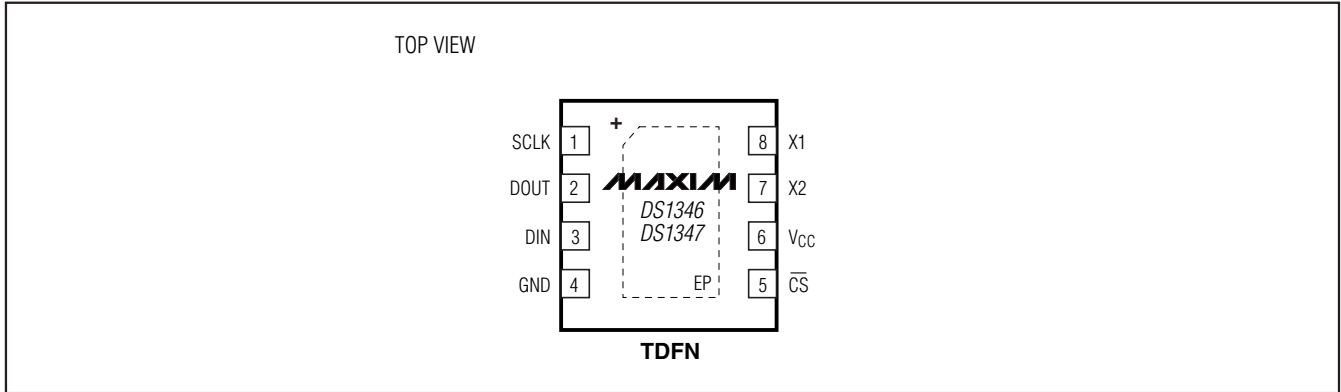 TOP VIEW
+
SCLK 1 8 X1
DOUT 2 MAXIM 7 X2
DS1346
DIN 3 DS1347 6 VCC
GND 4 EP 5 C̅S̅
TDFN